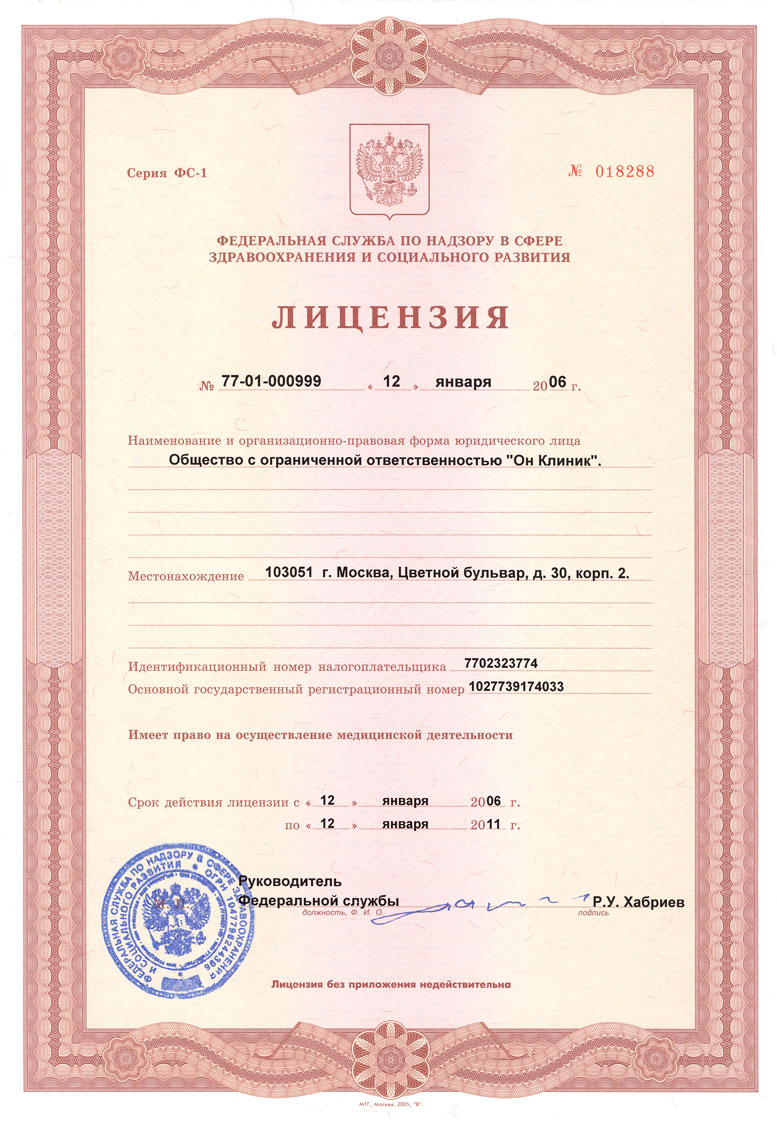 Серия ФС-1
№ 018288
ФЕДЕРАЛЬНАЯ СЛУЖБА ПО НАДЗОРУ В СФЕРЕ
ЗДРАВООХРАНЕНИЯ И СОЦИАЛЬНОГО РАЗВИТИЯ
ЛИЦЕНЗИЯ
№ 77-01-000999 « 12 » января 2006 г.
Наименование и организационно-правовая форма юридического лица
Общество с ограниченной ответственностью "Он Клиник".
Местонахождение 103051 г. Москва, Цветной бульвар, д. 30, корп. 2.
Идентификационный номер налогоплательщика 7702323774
Основной государственный регистрационный номер 1027739174033
Имеет право на осуществление медицинской деятельности
Срок действия лицензии с « 12 » января 2006 г.
по « 12 » января 2011 г.
ФЕДЕРАЛЬНАЯ СЛУЖБА ПО НАДЗОРУ В СФЕРЕ ЗДРАВООХРАНЕНИЯ
И СОЦИАЛЬНОГО РАЗВИТИЯ * ОГРН 1047796244396
М. П.
Руководитель
Федеральной службы Р.У. Хабриев
должность, Ф. И. О. подпись
Лицензия без приложения недействительна
МТГ, Москва, 2005, "В".